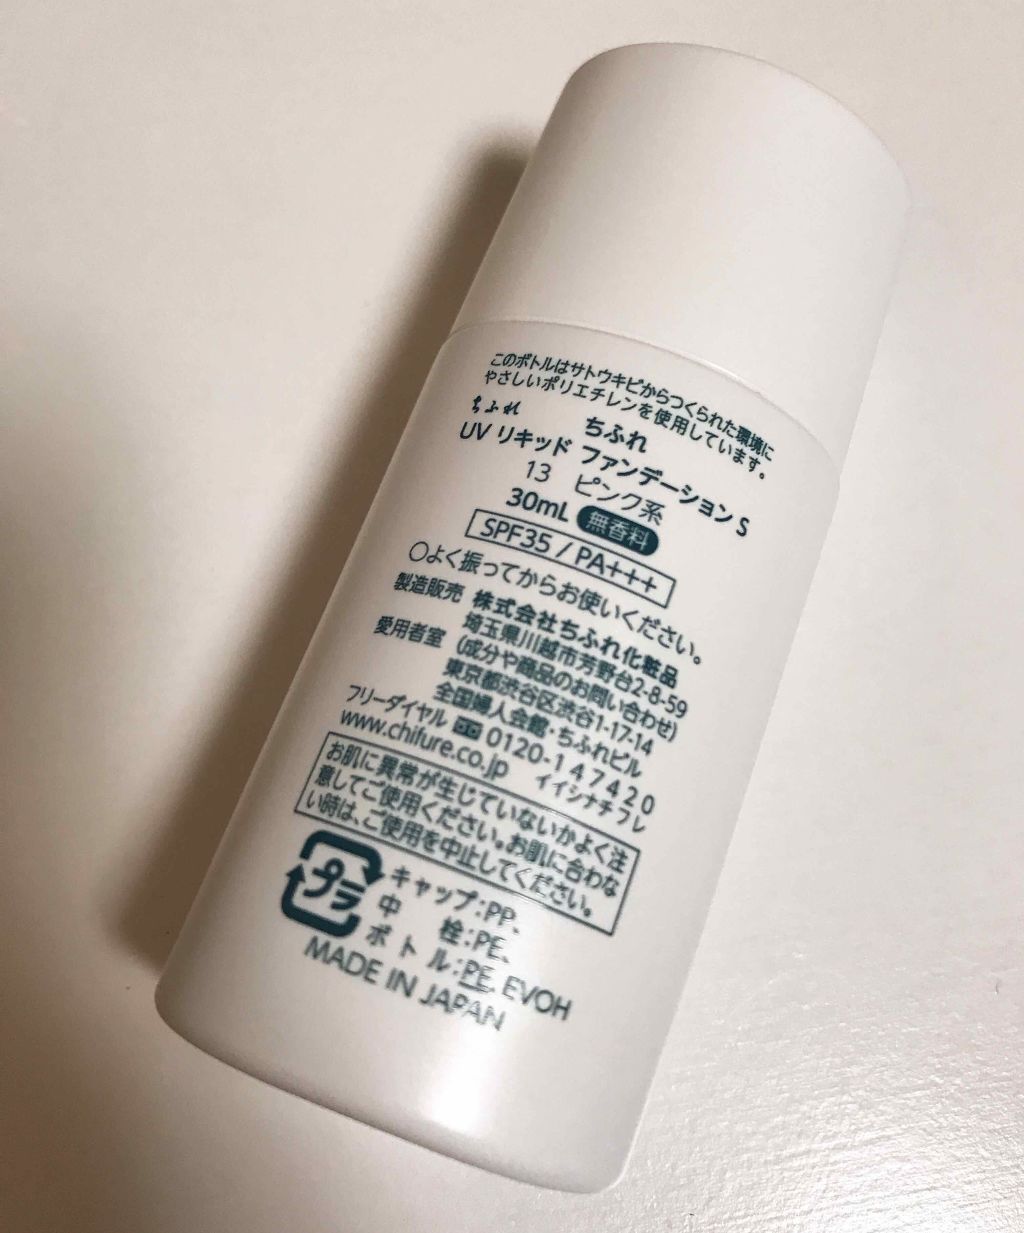 このボトルはサトウキビからつくられた環境に
やさしいポリエチレンを使用しています。
ちふれ ちふれ
UV リキッド ファンデーション S
13 ピンク系
30mL 無香料
SPF35 / PA+++
○よく振ってからお使いください。
製造販売 株式会社ちふれ化粧品
埼玉県川越市芳野台2-8-59
愛用者室 (成分や商品のお問い合わせ)
東京都渋谷区渋谷1-17-14
全国婦人会館・ちふれビル
フリーダイヤル 0120-147420
www.chifure.co.jp イイシナチフレ
お肌に異常が生じていないかよく注
意してご使用ください。お肌に合わな
い時は、ご使用を中止してください。
プラ キャップ:PP、
中 栓:PE、
ボトル:PE, EVOH
MADE IN JAPAN